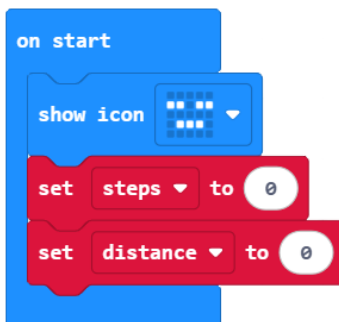 on start
show icon
set steps to 0
set distance to 0